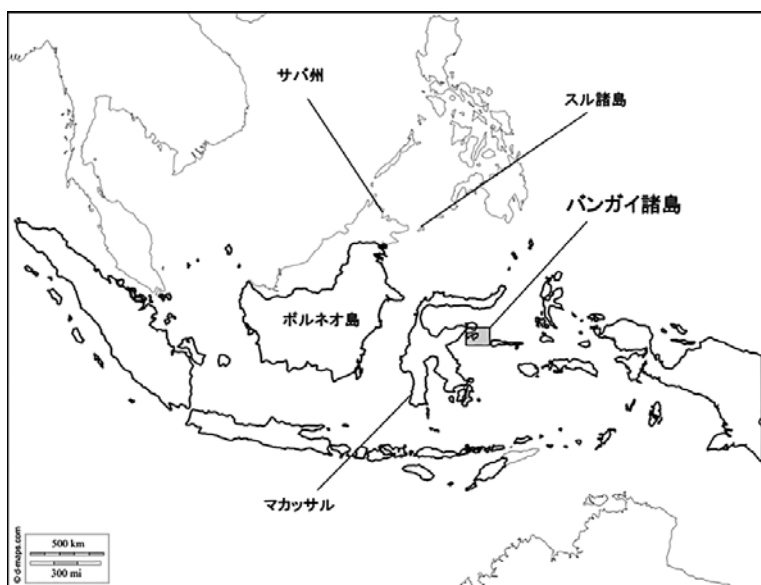 サバ州
スル諸島
バンガイ諸島
ボルネオ島
マカッサル
500 km
300 mi
© d-maps.com